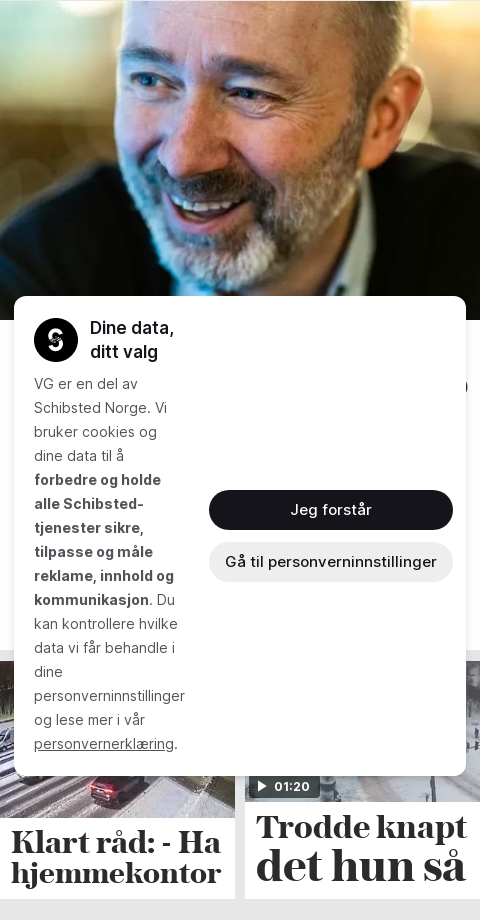 Dine data,
ditt valg
VG er en del av
Schibsted Norge. Vi
bruker cookies og
dine data til å
forbedre og holde
alle Schibsted-
tjenester sikre,
tilpasse og måle
reklame, innhold og
kommunikasjon. Du
kan kontrollere hvilke
data vi får behandle i
dine
personverninnstillinger
og lese mer i vår
personvernerklæring.
Jeg forstår
Gå til personverninnstillinger
01:20
Klart råd: - Ha
hjemmekontor
Trodde knapt
det hun så